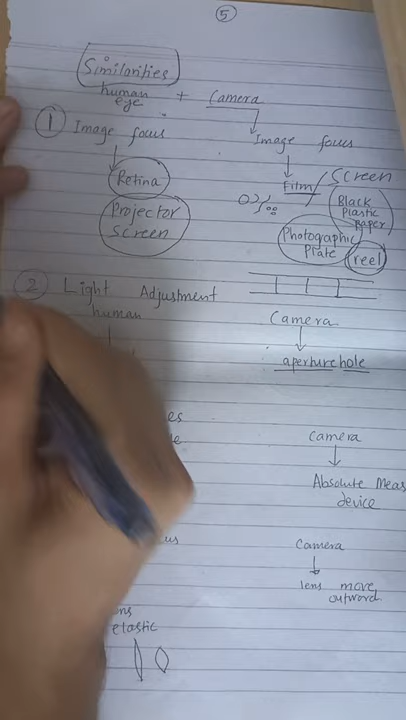 5
Similarities
human eye + Camera
1 Image focus
Image focus
Retina
Film / Screen
Projector Screen
Black Plastic Paper
Photographic Plate
reel
2 Light Adjustment
human
Camera
aperture hole
Camera
Absolute Meas
device
Camera
lens move
outword
elastic